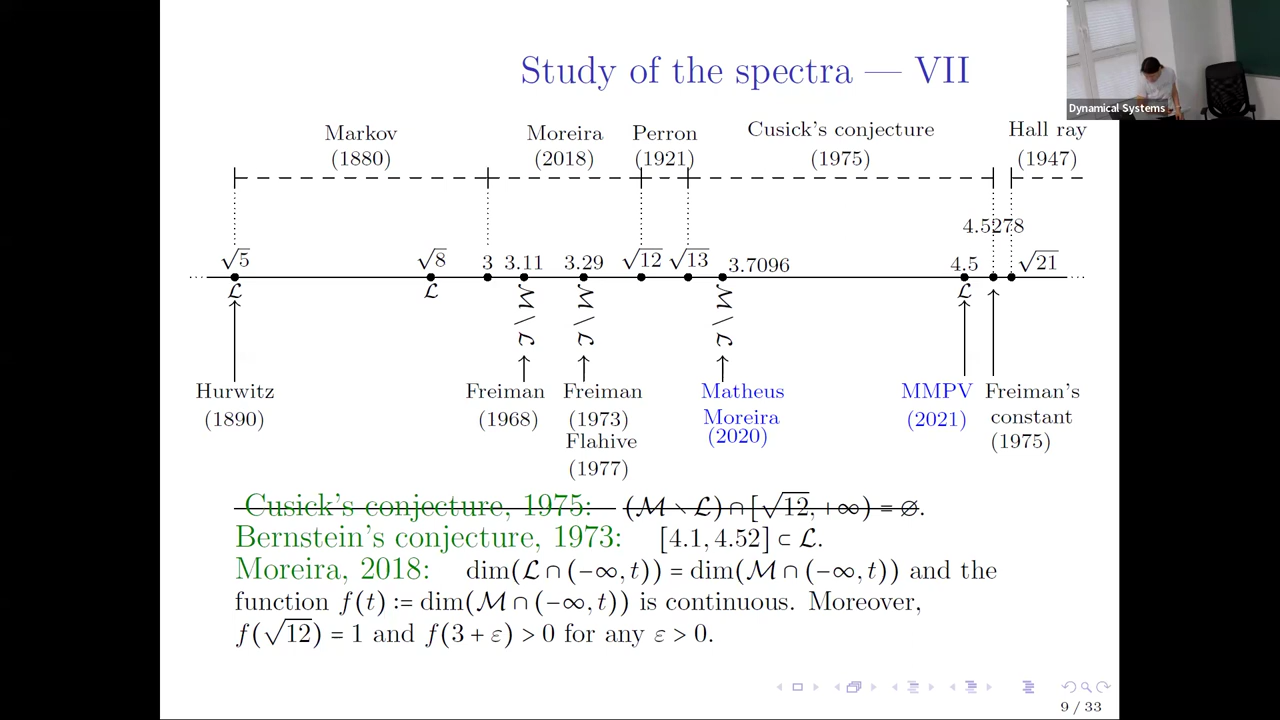 Study of the spectra — VII
Dynamical Systems
Markov
(1880)
Moreira
(2018)
Perron
(1921)
Cusick's conjecture
(1975)
Hall ray
(1947)
4.5278
√5
√8
3
3.11
3.29
√12
√13
3.7096
4.5
√21
ℒ
ℒ
ℳ \ ℒ
ℳ \ ℒ
ℳ \ ℒ
ℒ
Hurwitz
(1890)
Freiman
(1968)
Freiman
(1973)
Flahive
(1977)
Matheus
Moreira
(2020)
MMPV
(2021)
Freiman's
constant
(1975)
Cusick's conjecture, 1975: (ℳ \ ℒ) ∩ [√12, +∞) = ∅.
Bernstein's conjecture, 1973: [4.1, 4.52] ⊂ ℒ.
Moreira, 2018: dim(ℒ ∩ (−∞, t)) = dim(ℳ ∩ (−∞, t)) and the
function f(t) := dim(ℳ ∩ (−∞, t)) is continuous. Moreover,
f(√12) = 1 and f(3 + ε) > 0 for any ε > 0.
9 / 33